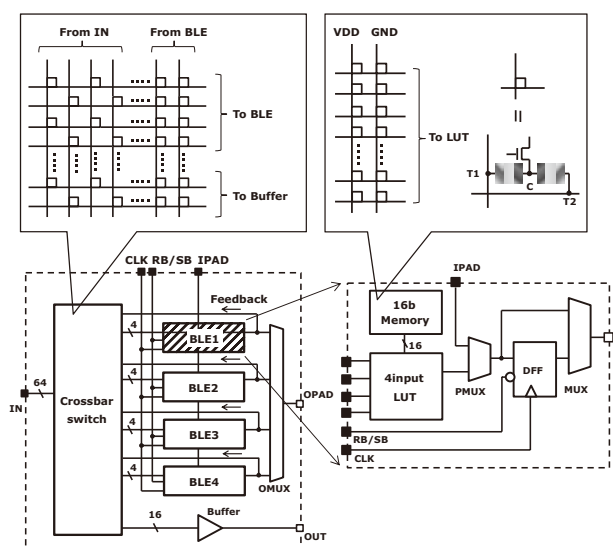 From IN
From BLE
To BLE
To Buffer
VDD GND
To LUT
T1
C
T2
CLK RB/SB IPAD
Feedback
4
BLE1
4
BLE2
4
BLE3
4
BLE4
64
IN
Crossbar
switch
OMUX
OPAD
16
Buffer
OUT
IPAD
16b
Memory
16
4input
LUT
PMUX
DFF
MUX
RB/SB
CLK